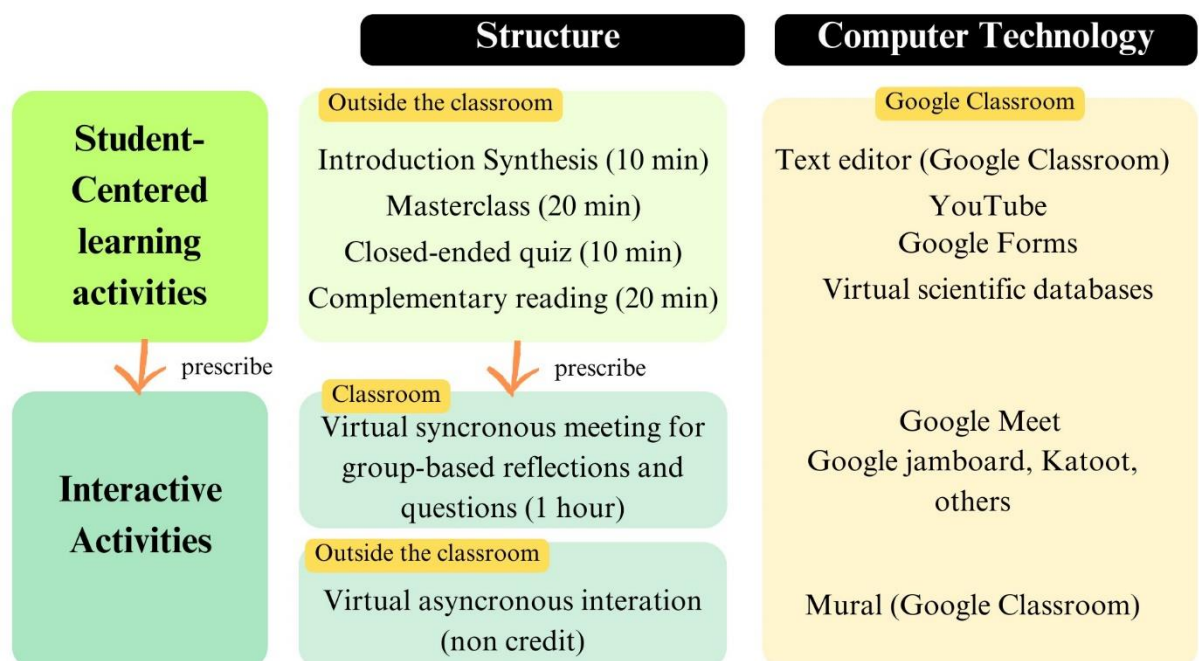 Structure
Computer Technology
Student-
Centered
learning
activities
Outside the classroom
Introduction Synthesis (10 min)
Masterclass (20 min)
Closed-ended quiz (10 min)
Complementary reading (20 min)
Google Classroom
Text editor (Google Classroom)
YouTube
Google Forms
Virtual scientific databases
prescribe
prescribe
Interactive
Activities
Classroom
Virtual syncronous meeting for
group-based reflections and
questions (1 hour)
Google Meet
Google jamboard, Katoot,
others
Outside the classroom
Virtual asyncronous interation
(non credit)
Mural (Google Classroom)